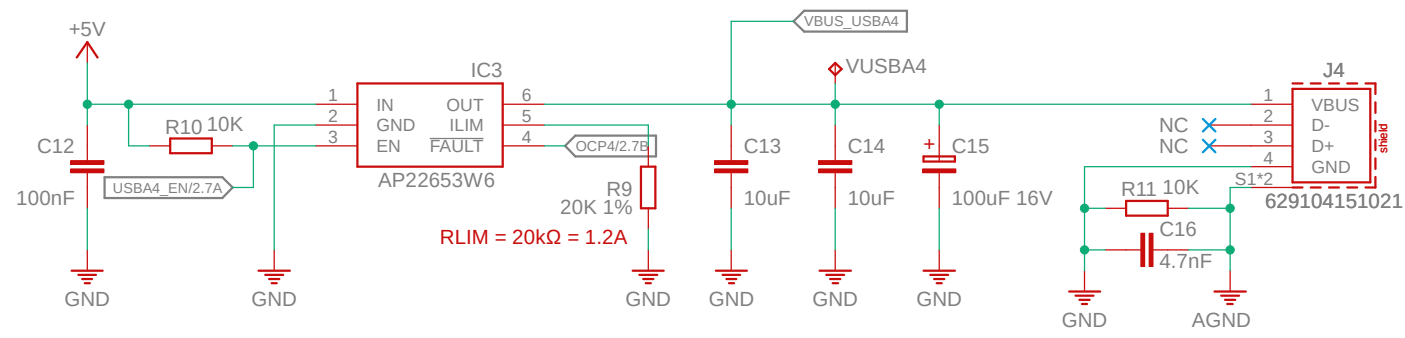 VBUS_USBA4
+5V
VUSBA4
IC3
J4
1
IN
OUT
6
1
VBUS
2
GND
ILIM
5
NC
2
D-
R10
10K
3
EN
FAULT
4
OCP4/2.7B
C12
C13
C14
+
C15
NC
3
D+
shield
4
GND
AP22653W6
USBA4_EN/2.7A
R9
S1*2
100nF
20K 1%
10uF
10uF
100uF 16V
R11
10K
629104151021
RLIM = 20kΩ = 1.2A
C16
4.7nF
GND
GND
GND
GND
GND
GND
GND
AGND